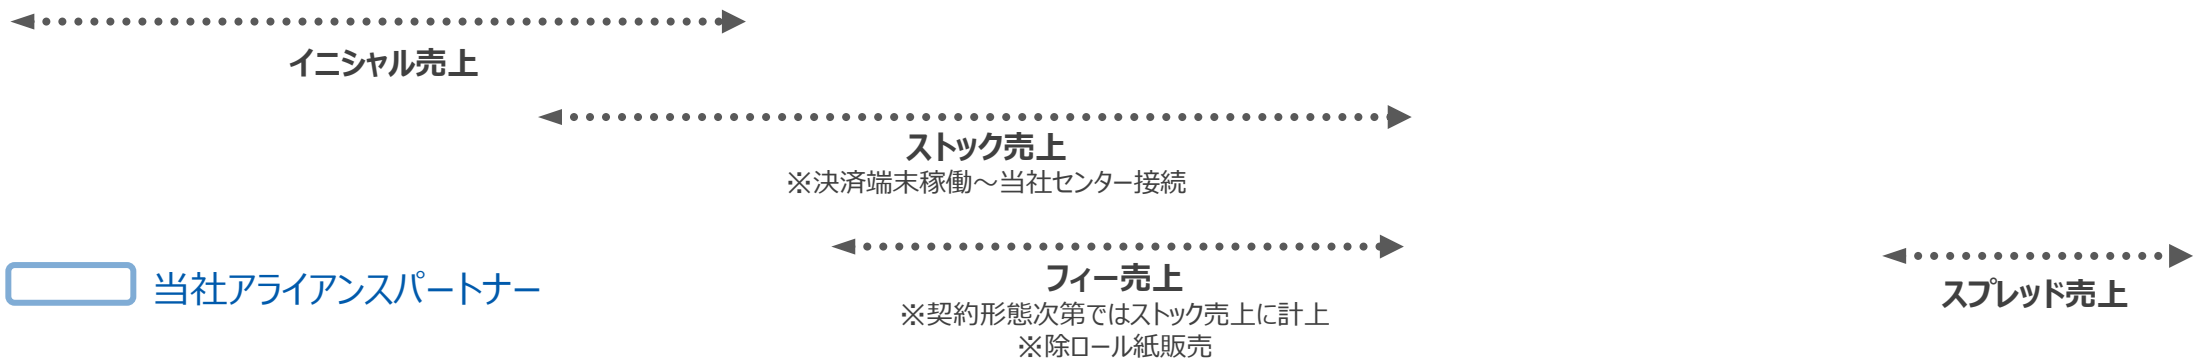 イニシャル売上
ストック売上
※決済端末稼働～当社センター接続
フィー売上
※契約形態次第ではストック売上に計上
※除ロール紙販売
当社アライアンスパートナー
スプレッド売上